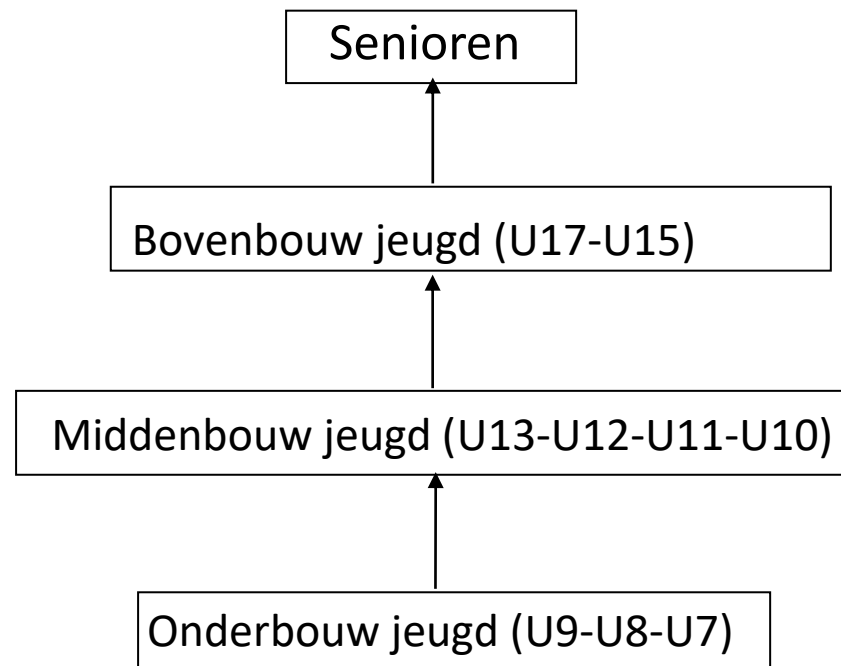 Senioren
Bovenbouw jeugd (U17-U15)
Middenbouw jeugd (U13-U12-U11-U10)
Onderbouw jeugd (U9-U8-U7)